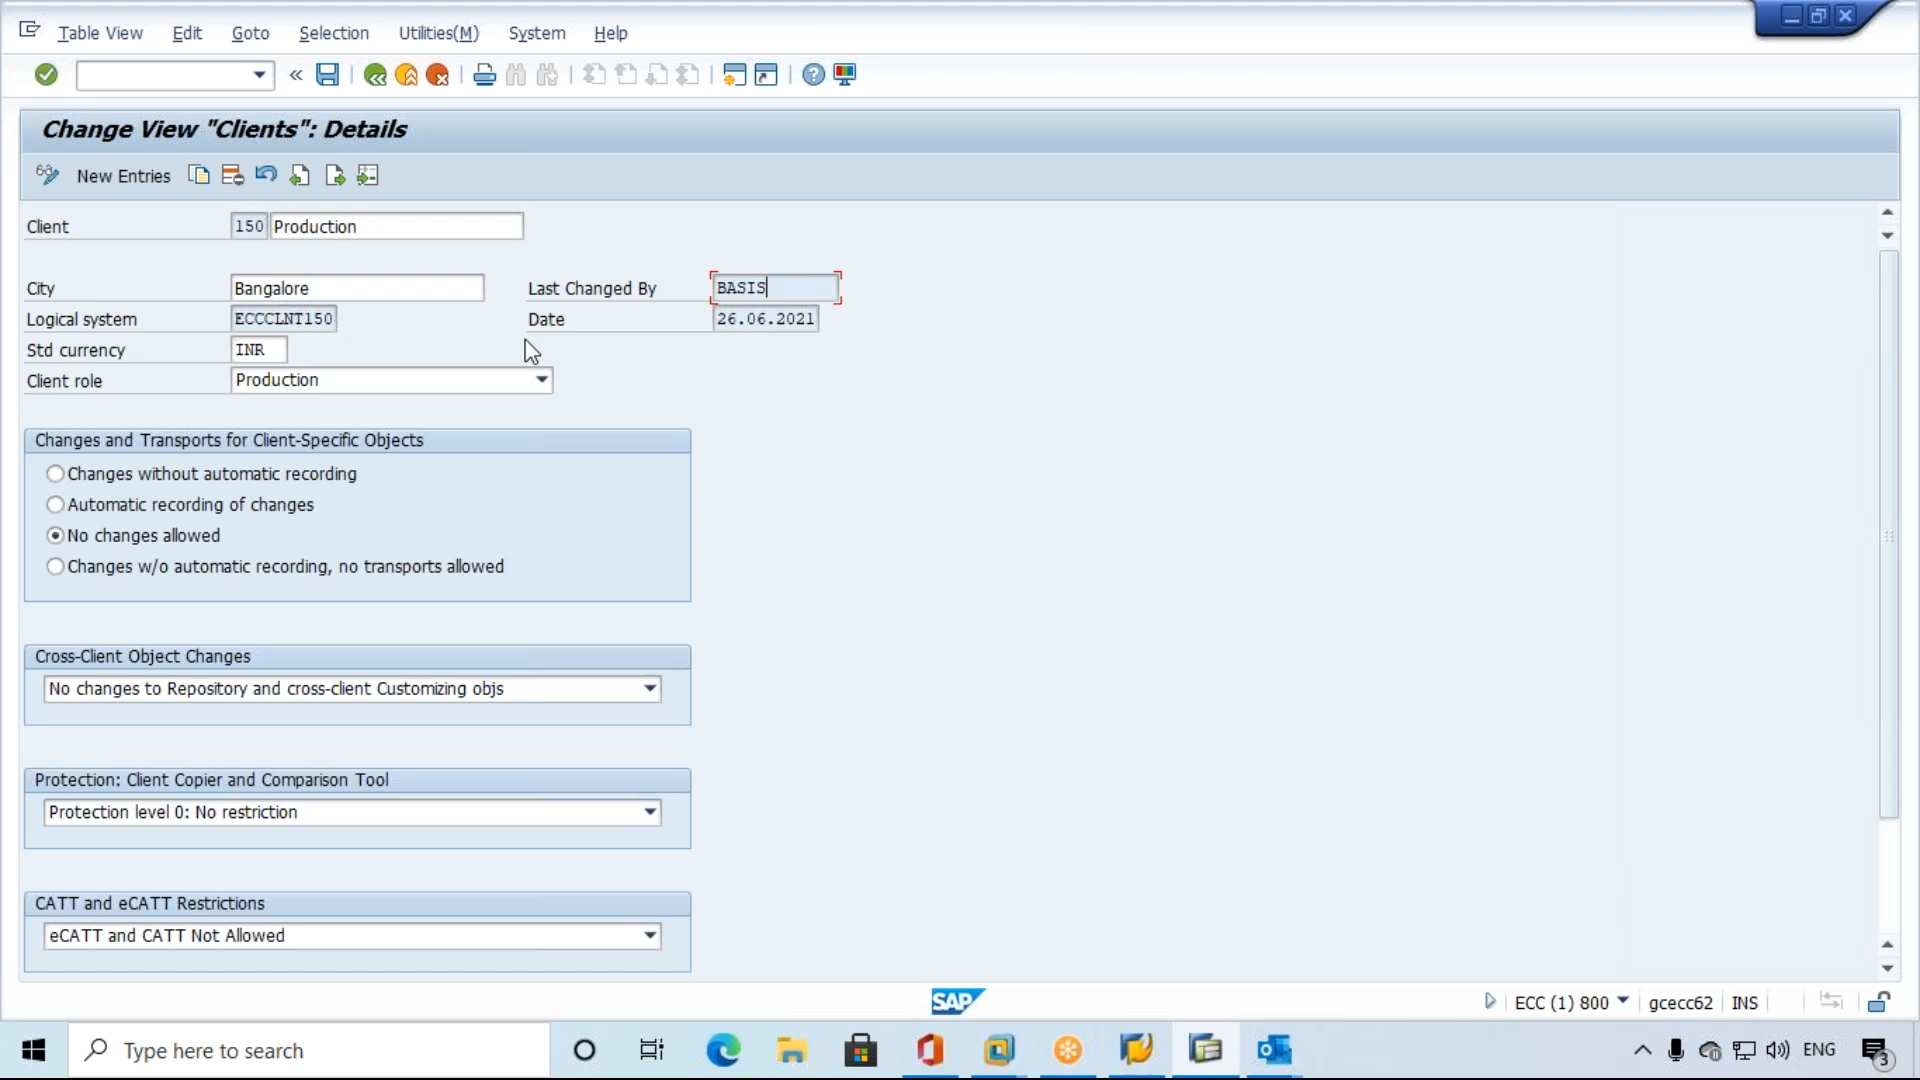 Table View Edit Goto Selection Utilities(M) System Help
Change View "Clients": Details
New Entries
Client 150 Production
City Bangalore Last Changed By BASIS
Logical system ECCCLNT150 Date 26.06.2021
Std currency INR
Client role Production
Changes and Transports for Client-Specific Objects
Changes without automatic recording
Automatic recording of changes
No changes allowed
Changes w/o automatic recording, no transports allowed
Cross-Client Object Changes
No changes to Repository and cross-client Customizing objs
Protection: Client Copier and Comparison Tool
Protection level 0: No restriction
CATT and eCATT Restrictions
eCATT and CATT Not Allowed
SAP ECC (1) 800 gcecc62 INS
Type here to search ENG 3